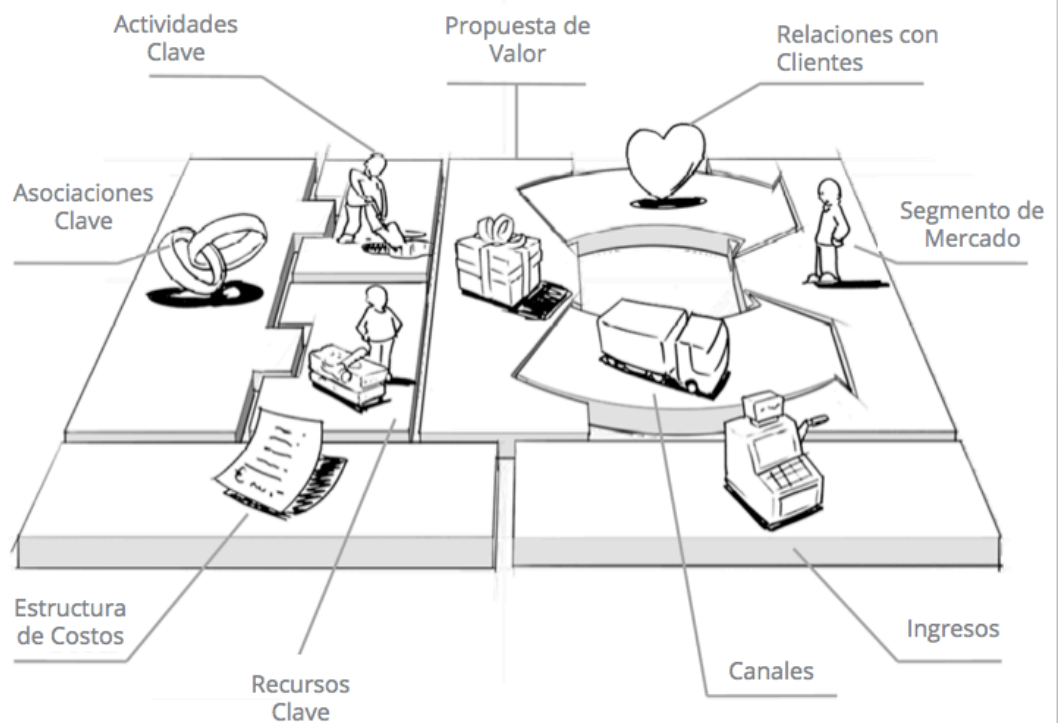 Actividades
Clave
Propuesta de
Valor
Relaciones con
Clientes
Asociaciones
Clave
Segmento de
Mercado
Estructura
de Costos
Recursos
Clave
Canales
Ingresos